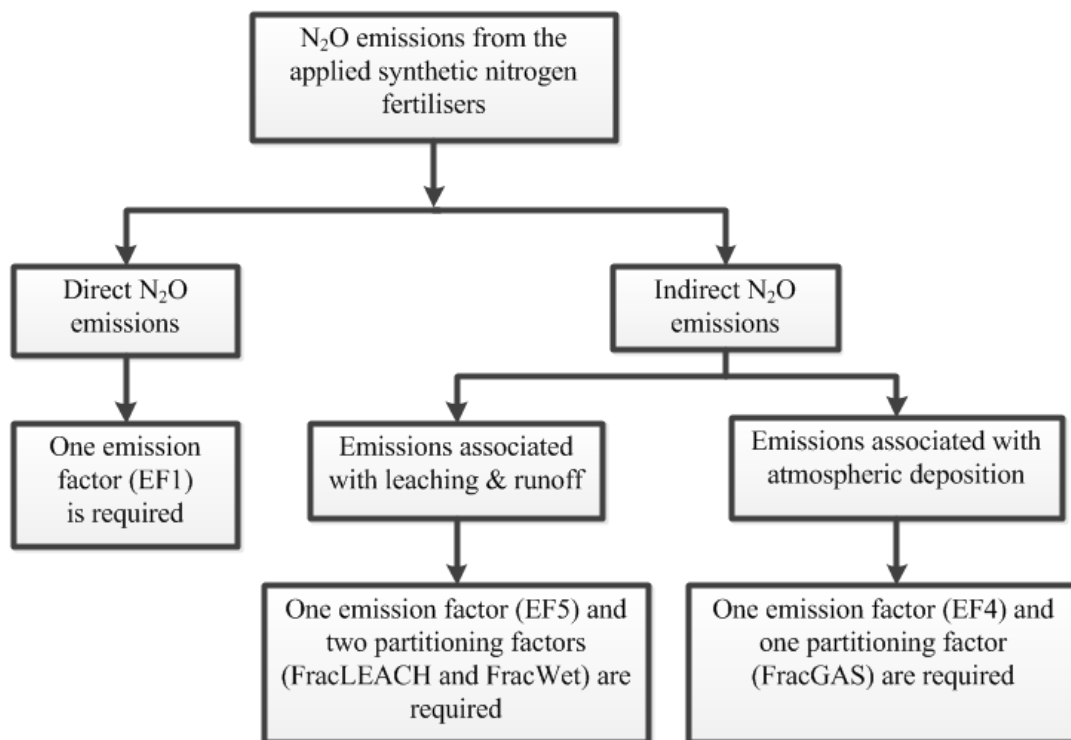 N₂O emissions from the
applied synthetic nitrogen
fertilisers
Direct N₂O
emissions
Indirect N₂O
emissions
One emission
factor (EF1)
is required
Emissions associated
with leaching & runoff
Emissions associated with
atmospheric deposition
One emission factor (EF5) and
two partitioning factors
(FracLEACH and FracWet) are
required
One emission factor (EF4) and
one partitioning factor
(FracGAS) are required